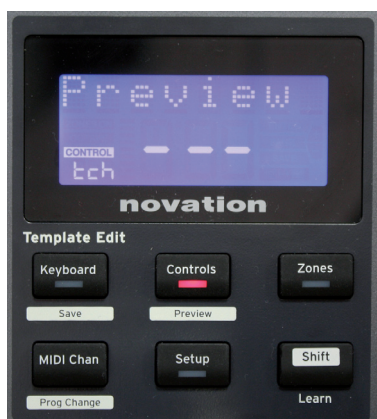 Preview
CONTROL
tch
novation
Template Edit
Keyboard Controls Zones
Save Preview
MIDI Chan Setup Shift
Prog Change Learn